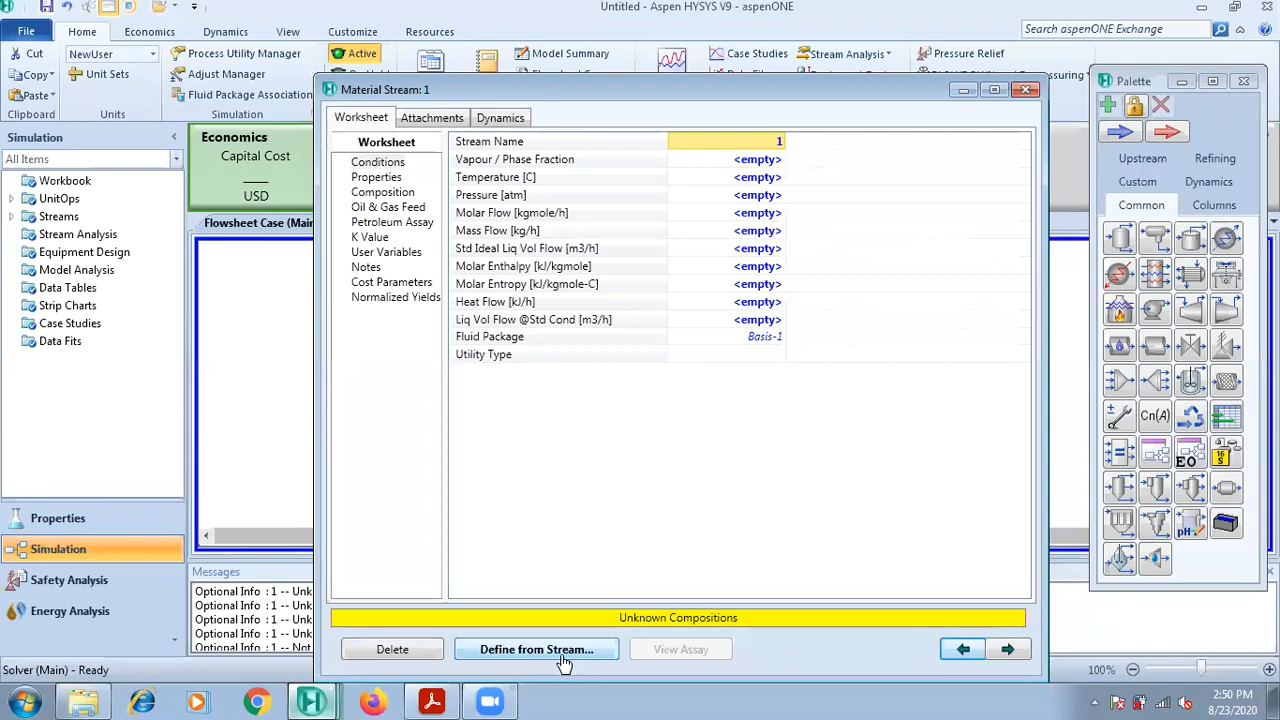 Untitled - Aspen HYSYS V9 - aspenONE
File
Home
Economics
Dynamics
View
Customize
Resources
Search aspenONE Exchange
Cut
Copy
Paste
Clipboard
NewUser
Unit Sets
Units
Process Utility Manager
Adjust Manager
Fluid Package Association
Simulation
Active
Model Summary
Case Studies
Stream Analysis
Pressure Relief
Simulation
All Items
Workbook
UnitOps
Streams
Stream Analysis
Equipment Design
Model Analysis
Data Tables
Strip Charts
Case Studies
Data Fits
Properties
Simulation
Safety Analysis
Energy Analysis
Economics
Capital Cost
USD
Flowsheet Case (Main
Messages
Optional Info : 1 -- Unk
Optional Info : 1 -- Unk
Optional Info : 1 -- Unk
Optional Info : 1 -- Unk
Material Stream: 1
Worksheet
Attachments
Dynamics
Worksheet
Conditions
Properties
Composition
Oil & Gas Feed
Petroleum Assay
K Value
User Variables
Notes
Cost Parameters
Normalized Yields
Stream Name 1
Vapour / Phase Fraction <empty>
Temperature [C] <empty>
Pressure [atm] <empty>
Molar Flow [kgmole/h] <empty>
Mass Flow [kg/h] <empty>
Std Ideal Liq Vol Flow [m3/h] <empty>
Molar Enthalpy [kJ/kgmole] <empty>
Molar Entropy [kJ/kgmole-C] <empty>
Heat Flow [kJ/h] <empty>
Liq Vol Flow @Std Cond [m3/h] <empty>
Fluid Package Basis-1
Utility Type
Unknown Compositions
Delete
Define from Stream...
View Assay
Palette
Upstream
Refining
Custom
Dynamics
Common
Columns
Cn(A)
EO
16
S
pH
Solver (Main) - Ready
100%
2:50 PM
8/23/2020